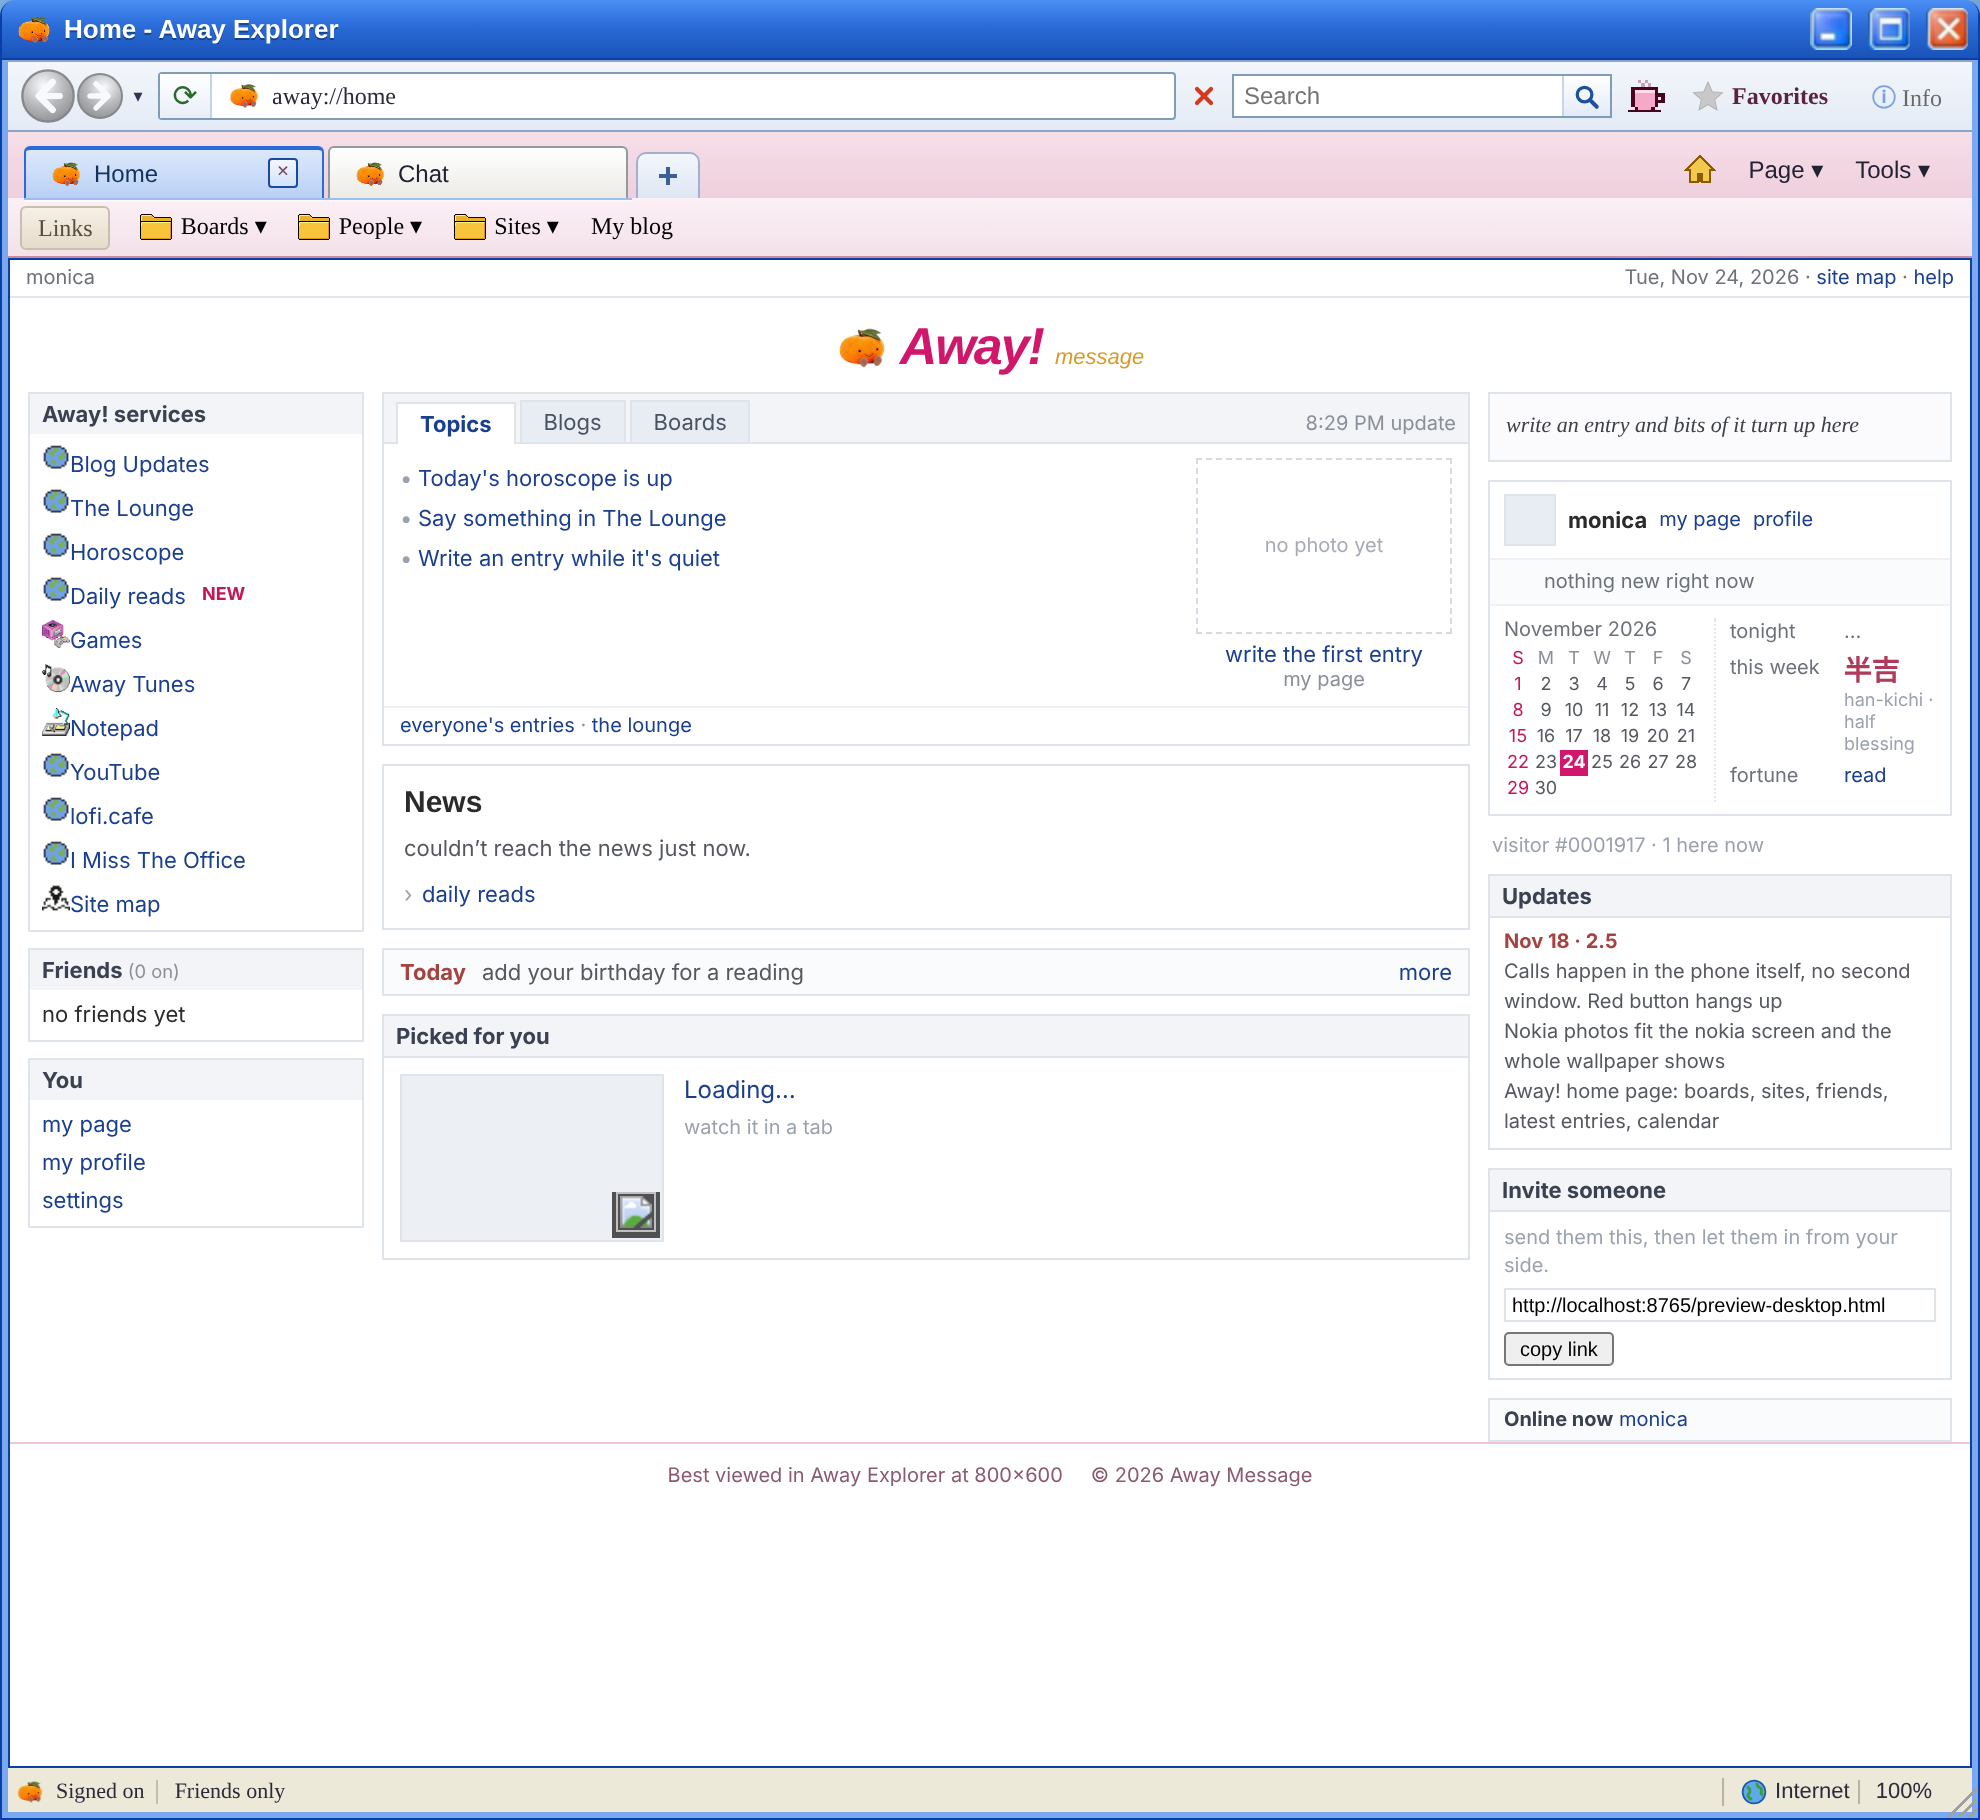 Home - Away Explorer
away://home
Search
Favorites
Info
Home
Chat
Page ▾
Tools ▾
Links
Boards ▾
People ▾
Sites ▾
My blog
monica
Tue, Nov 24, 2026 · site map · help
Away! message
Away! services
Blog Updates
The Lounge
Horoscope
Daily reads NEW
Games
Away Tunes
Notepad
YouTube
lofi.cafe
I Miss The Office
Site map
Friends (0 on)
no friends yet
You
my page
my profile
settings
Topics
Blogs
Boards
8:29 PM update
• Today's horoscope is up
• Say something in The Lounge
• Write an entry while it's quiet
no photo yet
write the first entry
my page
everyone's entries · the lounge
News
couldn’t reach the news just now.
› daily reads
Today add your birthday for a reading more
Picked for you
Loading...
watch it in a tab
write an entry and bits of it turn up here
monica my page profile
nothing new right now
November 2026
S M T W T F S
1 2 3 4 5 6 7
8 9 10 11 12 13 14
15 16 17 18 19 20 21
22 23 24 25 26 27 28
29 30
tonight ...
this week 半吉
han-kichi ·
half
blessing
fortune read
visitor #0001917 · 1 here now
Updates
Nov 18 · 2.5
Calls happen in the phone itself, no second
window. Red button hangs up
Nokia photos fit the nokia screen and the
whole wallpaper shows
Away! home page: boards, sites, friends,
latest entries, calendar
Invite someone
send them this, then let them in from your
side.
http://localhost:8765/preview-desktop.html
copy link
Online now monica
Best viewed in Away Explorer at 800×600 © 2026 Away Message
Signed on
Friends only
Internet
100%